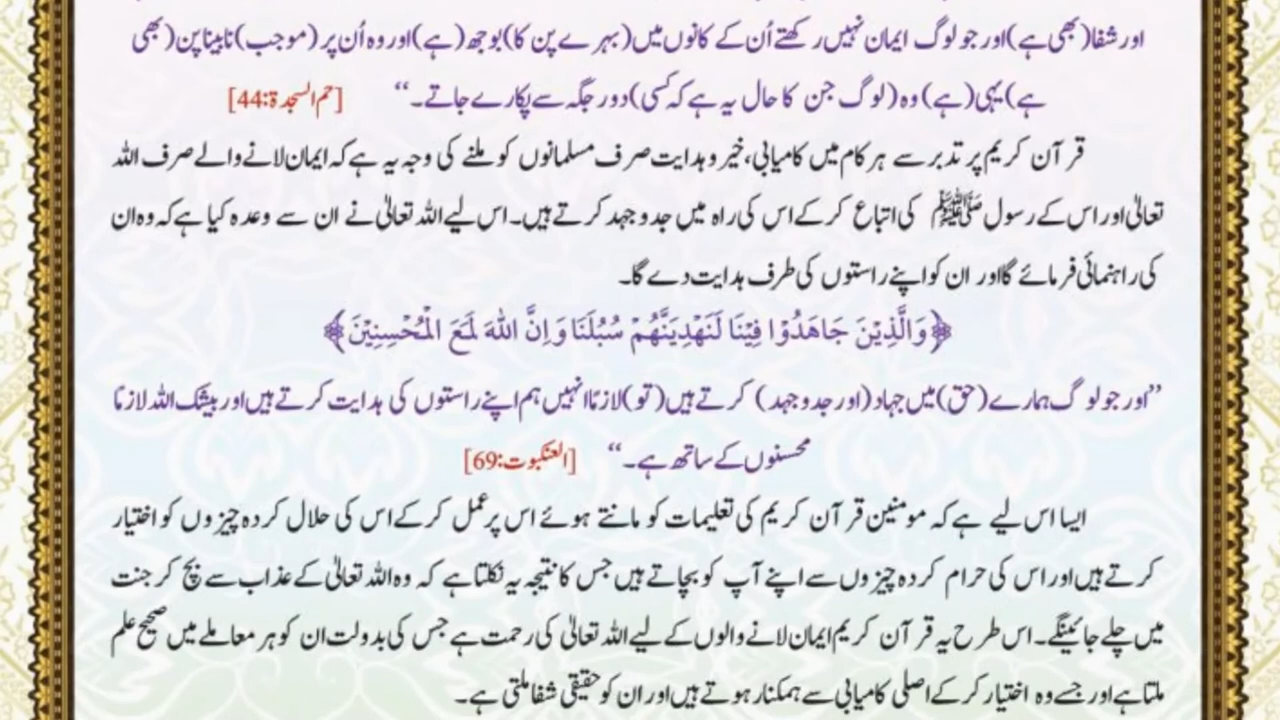 اور شفا (بھی ہے) اور جو لوگ ایمان نہیں رکھتے اُن کے کانوں میں (بہرے پن کا) بوجھ (ہے) اور وہ اُن پر (موجب) نابینا پن (بھی
ہے) یہی (ہے) وہ (لوگ جن کا حال یہ ہے کہ کسی) دور جگہ سے پکارے جاتے۔“ [حم السجدۃ:44]
قرآن کریم پر تدبر سے ہر کام میں کامیابی، خیر و ہدایت صرف مسلمانوں کو ملنے کی وجہ یہ ہے کہ ایمان لانے والے صرف اللہ
تعالیٰ اور اس کے رسول ﷺ کی اتباع کر کے اس کی راہ میں جدوجہد کرتے ہیں۔ اس لیے اللہ تعالیٰ نے ان سے وعدہ کیا ہے کہ وہ ان
کی راہنمائی فرمائے گا اور ان کو اپنے راستوں کی طرف ہدایت دے گا۔
﴿وَالَّذِیْنَ جَاهَدُوْا فِیْنَا لَنَهْدِیَنَّهُمْ سُبُلَنَا وَاِنَّ اللّٰهَ لَمَعَ الْمُحْسِنِیْنَ﴾
”اور جو لوگ ہمارے (حق) میں جہاد (اور جدوجہد) کرتے ہیں (تو) لازمًا انہیں ہم اپنے راستوں کی ہدایت کرتے ہیں اور بیشک اللہ لازمًا
محسنوں کے ساتھ ہے۔“ [العنکبوت:69]
ایسا اس لیے ہے کہ مومنین قرآن کریم کی تعلیمات کو مانتے ہوئے اس پر عمل کر کے اس کی حلال کردہ چیزوں کو اختیار
کرتے ہیں اور اس کی حرام کردہ چیزوں سے اپنے آپ کو بچاتے ہیں جس کا نتیجہ یہ نکلتا ہے کہ وہ اللہ تعالیٰ کے عذاب سے بچ کر جنت
میں چلے جائینگے۔ اس طرح یہ قرآن کریم ایمان لانے والوں کے لیے اللہ تعالیٰ کی رحمت ہے جس کی بدولت ان کو ہر معاملے میں صحیح علم
ملتا ہے اور جسے وہ اختیار کر کے اصلی کامیابی سے ہمکنار ہوتے ہیں اور ان کو حقیقی شفا ملتی ہے۔